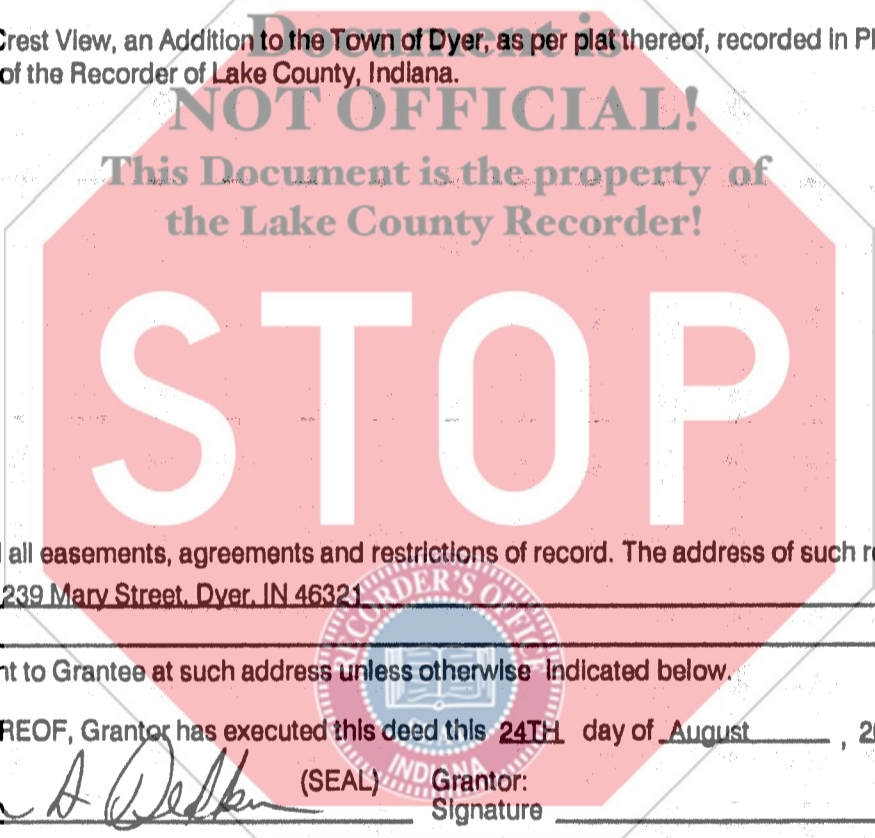 Document is
Crest View, an Addition to the Town of Dyer, as per plat thereof, recorded in Pl
of the Recorder of Lake County, Indiana.
NOT OFFICIAL!
This Document is the property of
the Lake County Recorder!
STOP
all easements, agreements and restrictions of record. The address of such r
239 Mary Street, Dyer, IN 46321
RECORDER'S OFFICE
nt to Grantee at such address unless otherwise indicated below.
REOF, Grantor has executed this deed this 24TH day of August , 2
INDIANA
(SEAL) Grantor:
Signature